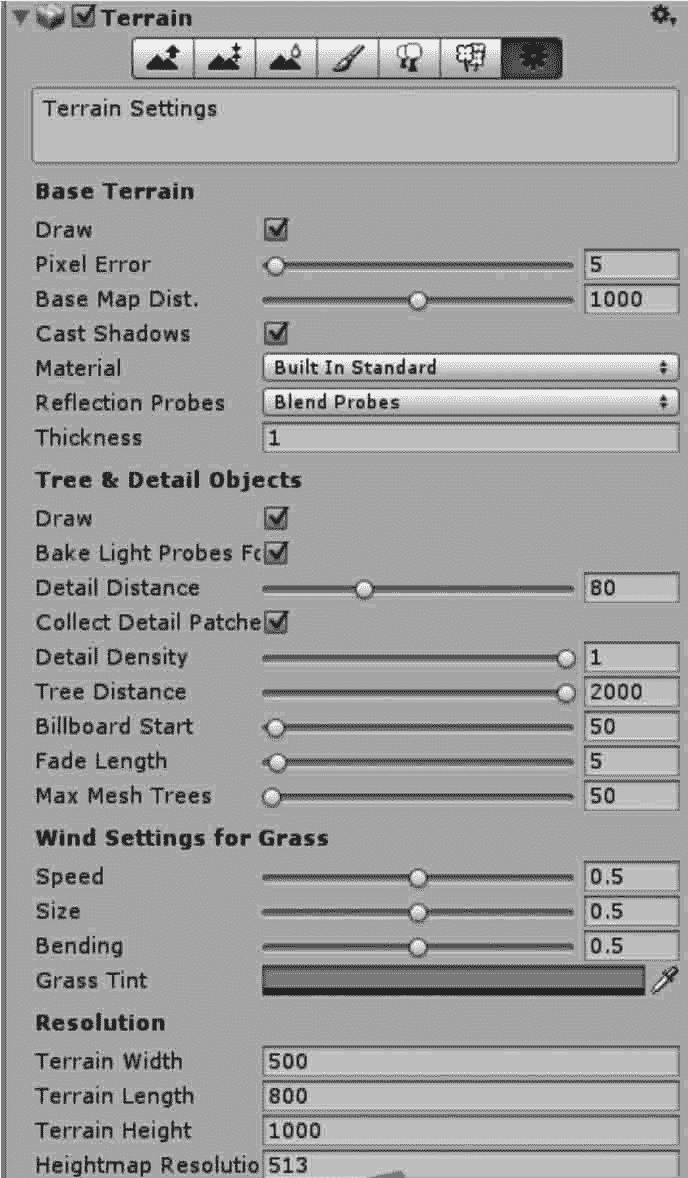 Terrain
Terrain Settings
Base Terrain
Draw
Pixel Error 5
Base Map Dist. 1000
Cast Shadows
Material Built In Standard
Reflection Probes Blend Probes
Thickness 1
Tree & Detail Objects
Draw
Bake Light Probes Fo
Detail Distance 80
Collect Detail Patche
Detail Density 1
Tree Distance 2000
Billboard Start 50
Fade Length 5
Max Mesh Trees 50
Wind Settings for Grass
Speed 0.5
Size 0.5
Bending 0.5
Grass Tint
Resolution
Terrain Width 500
Terrain Length 800
Terrain Height 1000
Heightmap Resolutio 513